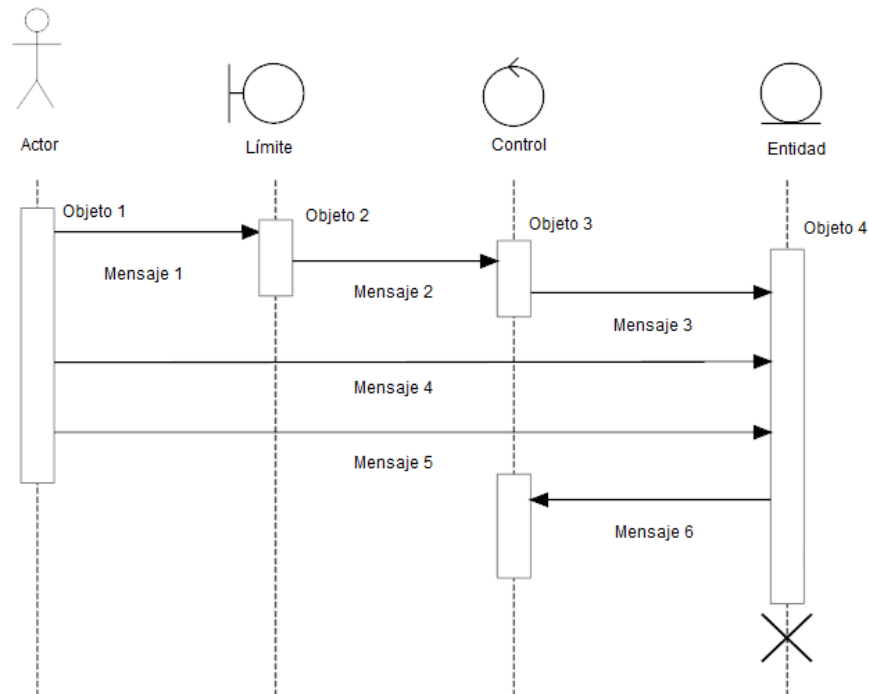 Actor
Límite
Control
Entidad
Objeto 1
Objeto 2
Objeto 3
Objeto 4
Mensaje 1
Mensaje 2
Mensaje 3
Mensaje 4
Mensaje 5
Mensaje 6